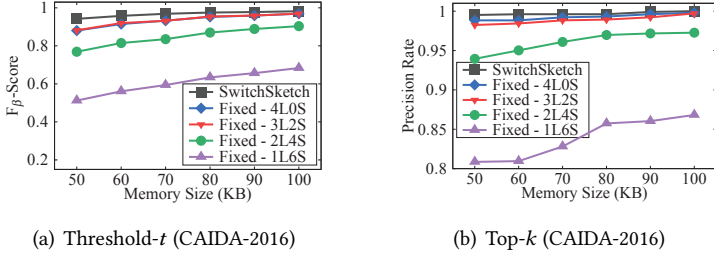 1
0.8
0.6
0.4
0.2
Fβ-Score
SwitchSketch
Fixed - 4L0S
Fixed - 3L2S
Fixed - 2L4S
Fixed - 1L6S
50 60 70 80 90 100
Memory Size (KB)
(a) Threshold-t (CAIDA-2016)
1
0.95
0.9
0.85
0.8
Precision Rate
SwitchSketch
Fixed - 4L0S
Fixed - 3L2S
Fixed - 2L4S
Fixed - 1L6S
50 60 70 80 90 100
Memory Size (KB)
(b) Top-k (CAIDA-2016)